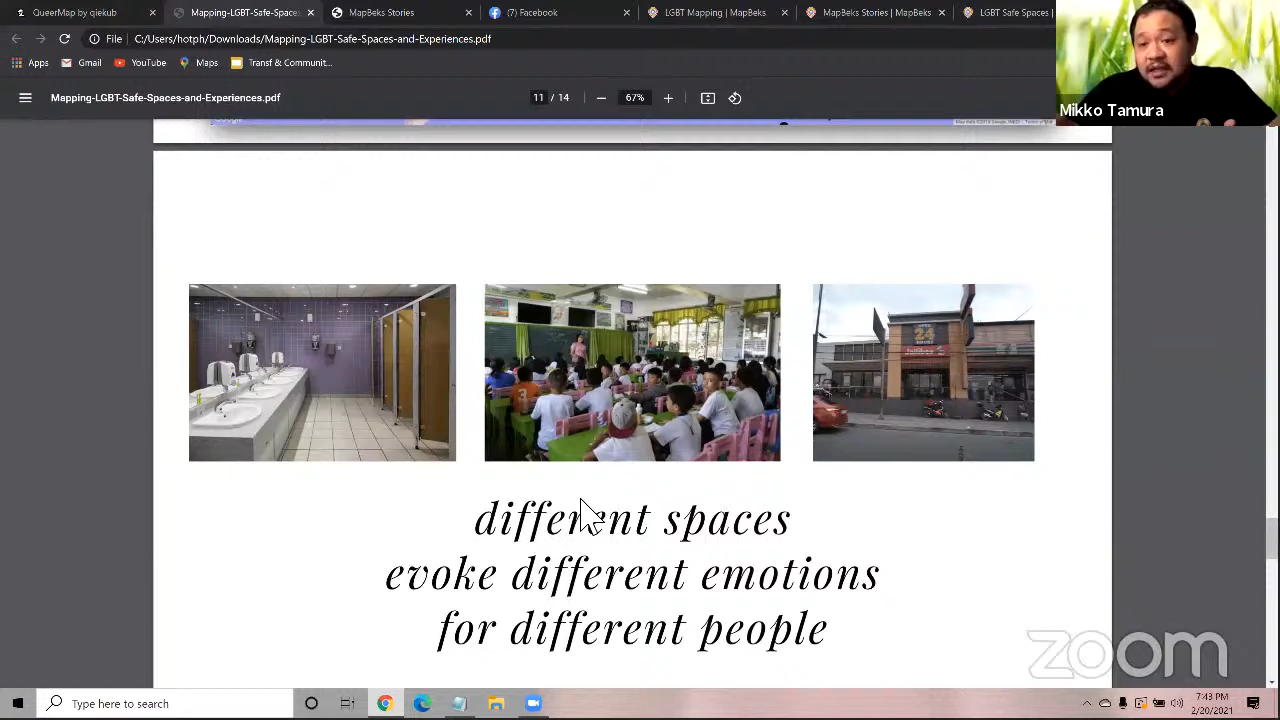 QueerMap by qiekub
Mapping-LGBT-Safe-Spaces
MapBeks Stories
(7) Facebook
LGBT Mapping | MapBeks
MapBeks Stories | MapBeks
LGBT Safe Spaces |
File C:/Users/hotph/Downloads/Mapping-LGBT-Safe-Spaces-and-Experiences.pdf
Apps Gmail YouTube Maps Transf & Communit...
Mapping-LGBT-Safe-Spaces-and-Experiences.pdf 11 / 14 67%
Mikko Tamura
24
different spaces
evoke different emotions
for different people
zoom
Type here to search
7:43 PM
2/20/2021